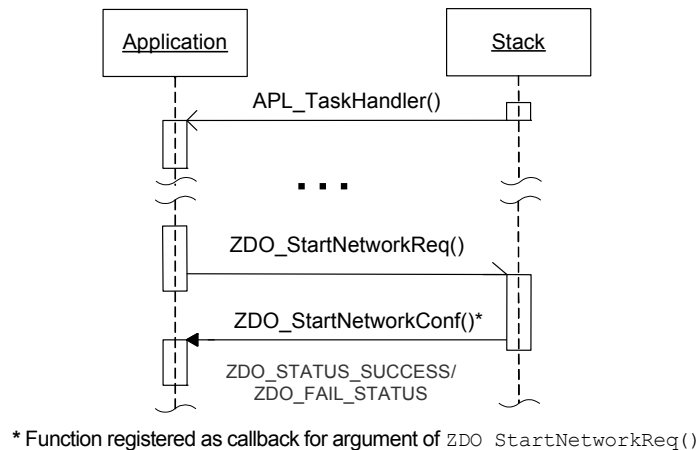 Application
Stack
APL_TaskHandler()
...
ZDO_StartNetworkReq()
ZDO_StartNetworkConf()*
ZDO_STATUS_SUCCESS/
ZDO_FAIL_STATUS
* Function registered as callback for argument of ZDO StartNetworkReq()